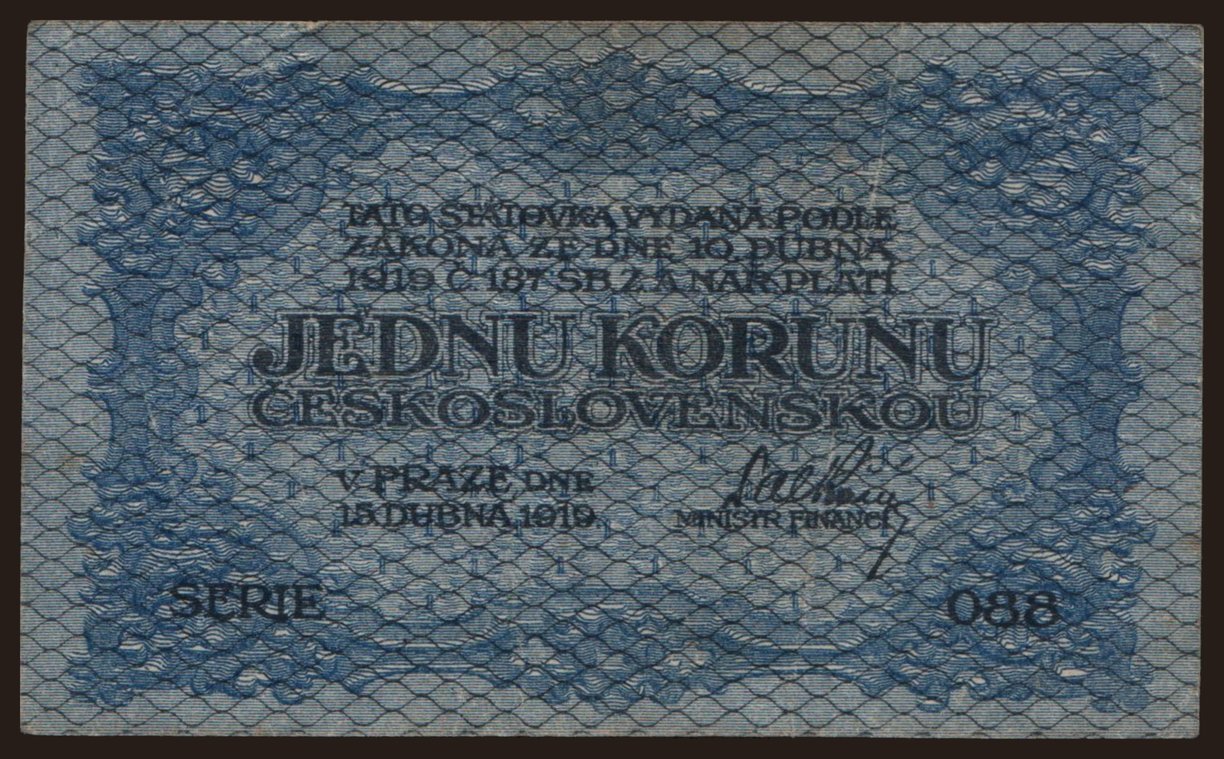 TATO STÁTOVKA VYDANÁ PODLE
ZÁKONA ZE DNE 10. DUBNA
1919 Č. 187 SB. Z. A NAŘ. PLATÍ
JEDNU KORUNU
ČESKOSLOVENSKOU
V PRAZE DNE
15. DUBNA 1919.
MINISTR FINANCÍ
SERIE 088